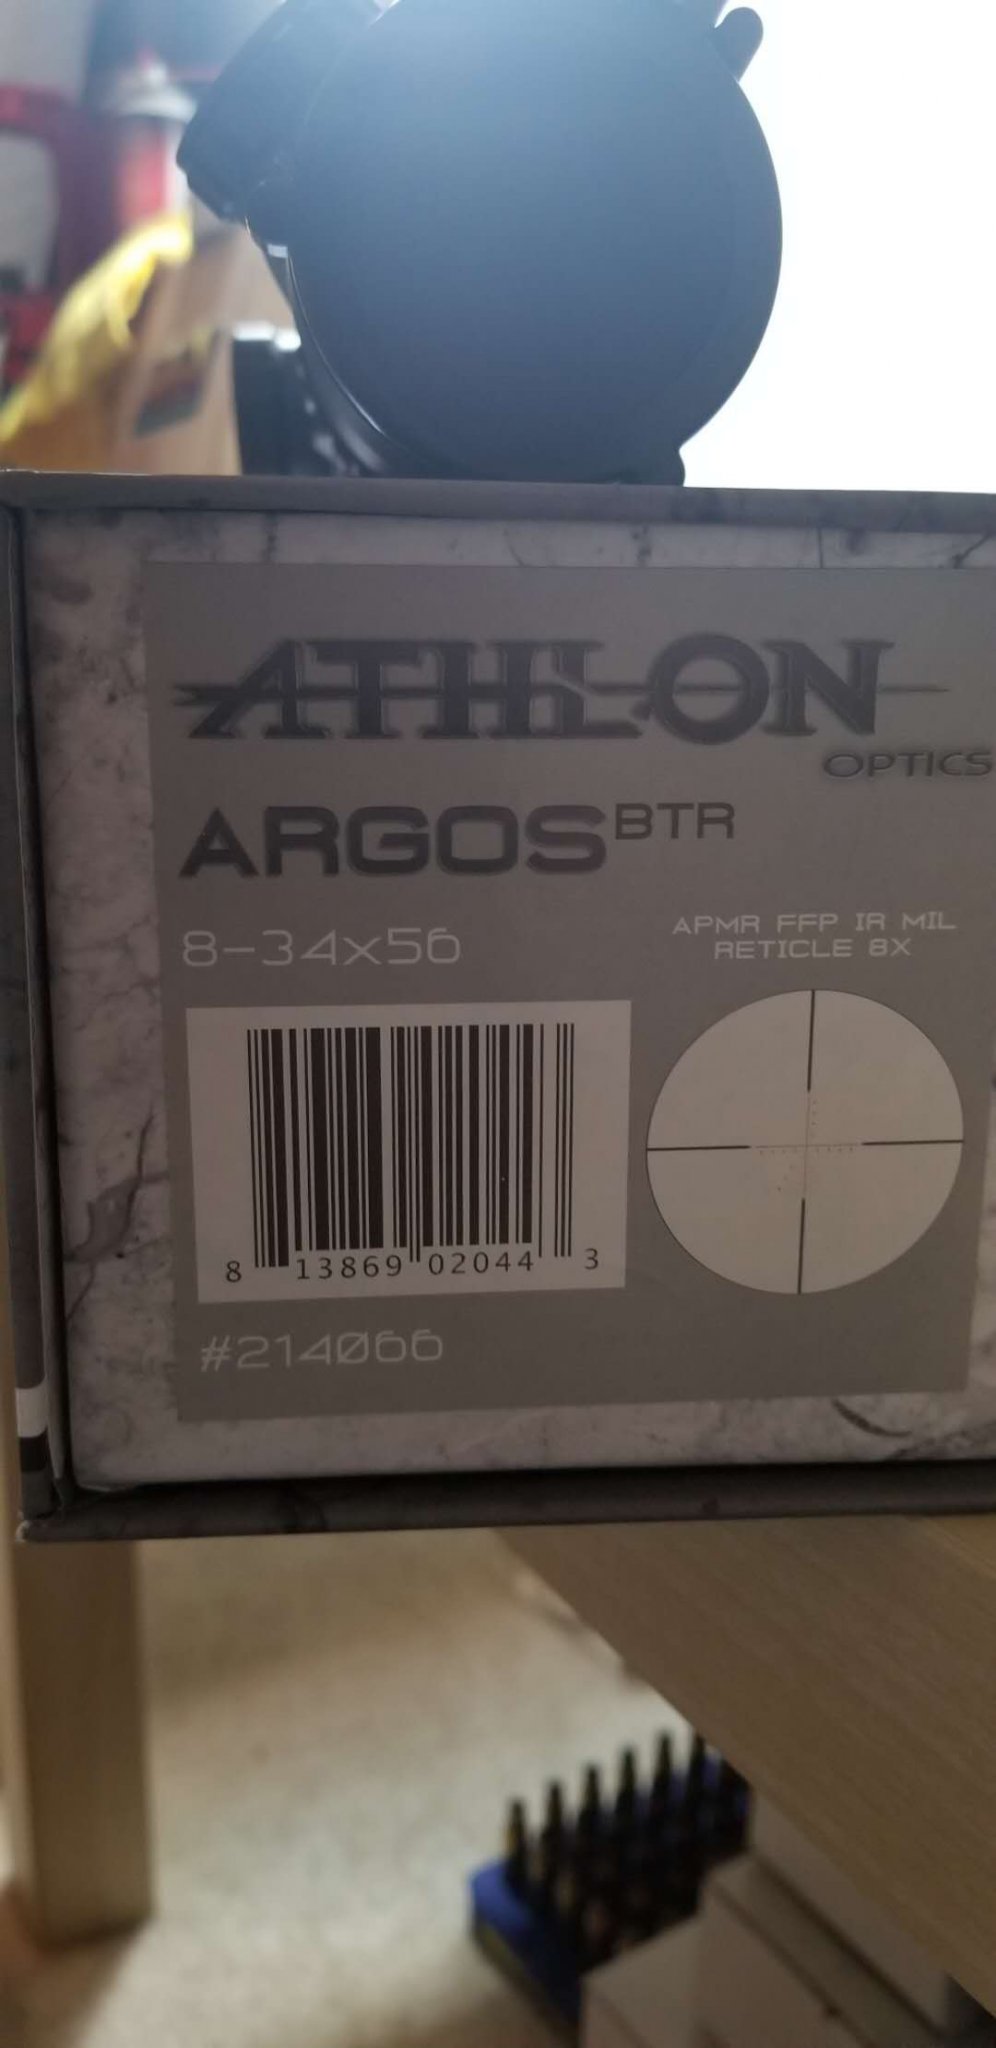 ATHLON
OPTICS
ARGOS BTR
8-34x56
APMR FFP IR MIL
RETICLE 8X
8 13869 02044 3
#214066